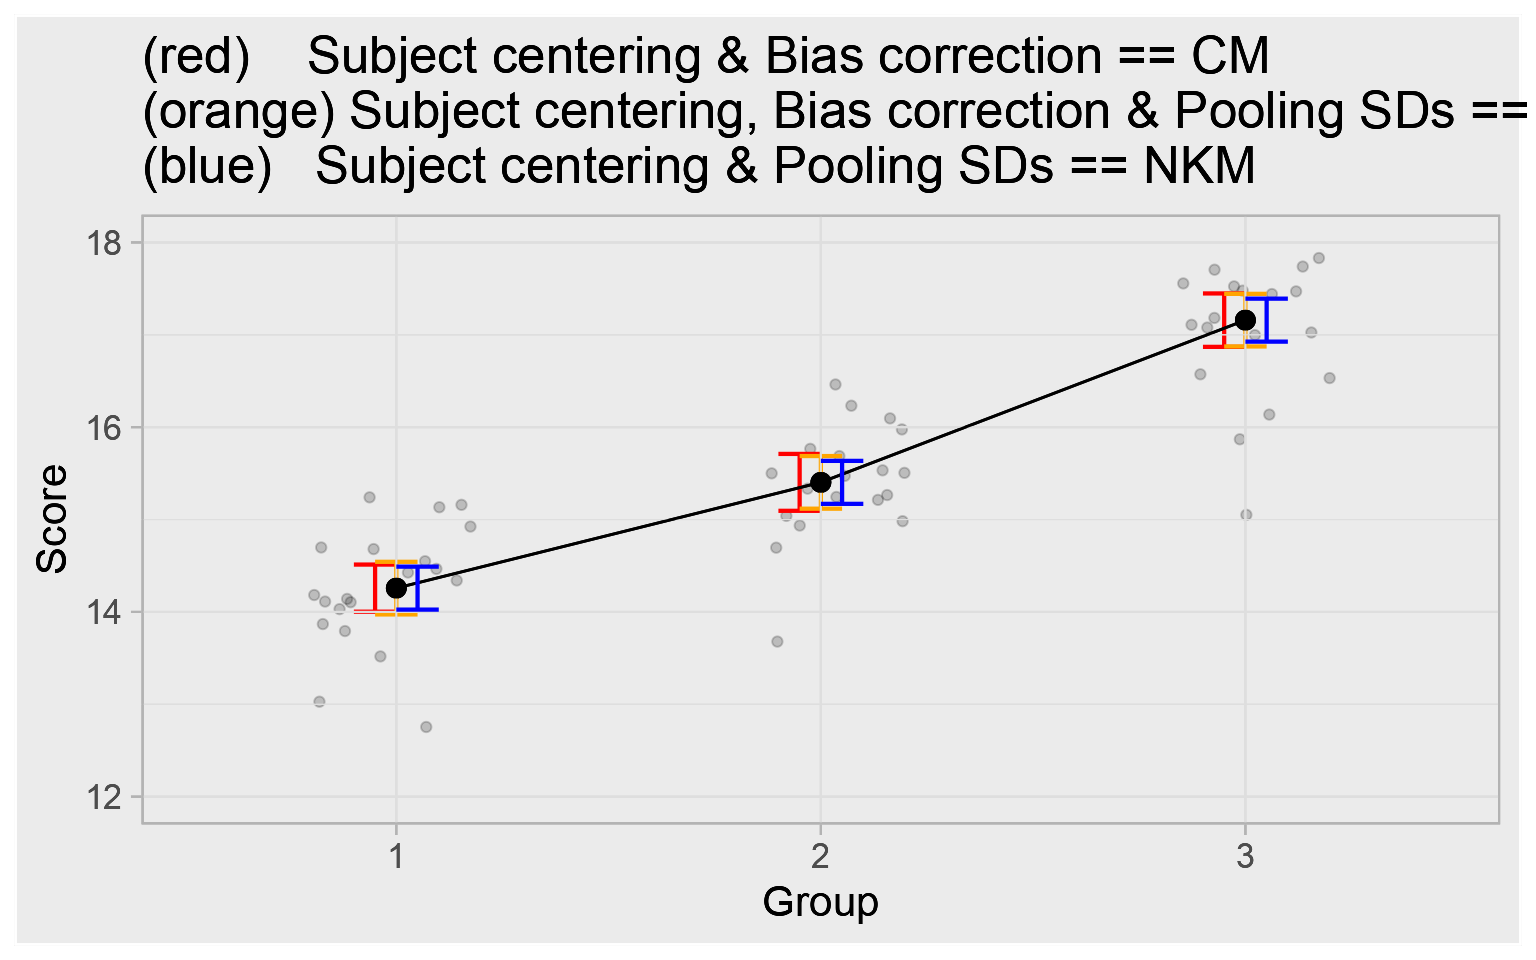 (red) Subject centering & Bias correction == CM
(orange) Subject centering, Bias correction & Pooling SDs ==
(blue) Subject centering & Pooling SDs == NKM
18
16
14
12
Score
1 2 3
Group